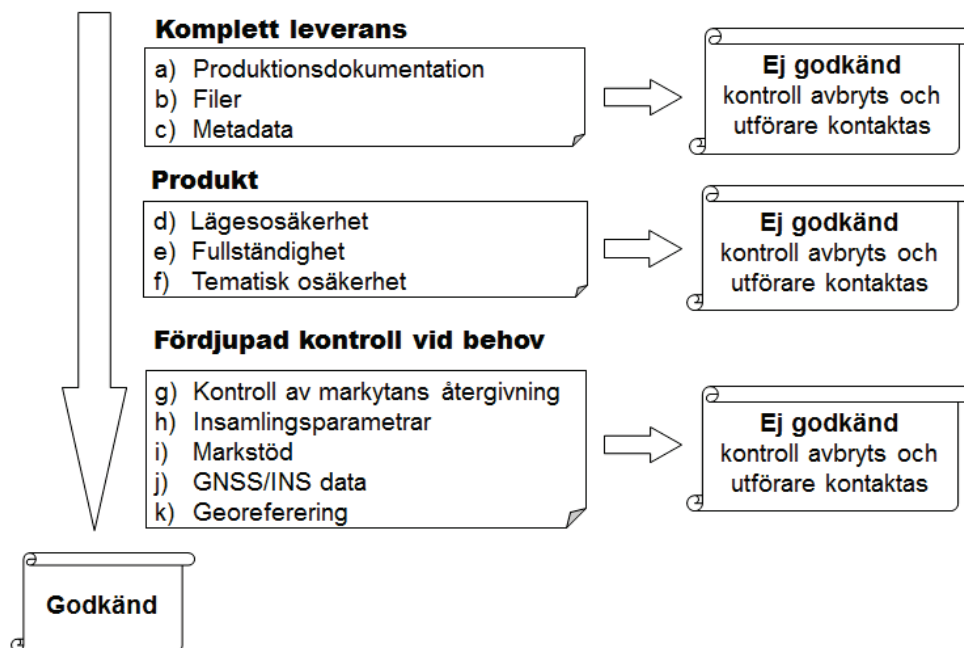 Komplett leverans
a) Produktionsdokumentation
b) Filer
c) Metadata
Ej godkänd
kontroll avbryts och
utförare kontaktas
Produkt
d) Lägesosäkerhet
e) Fullständighet
f) Tematisk osäkerhet
Ej godkänd
kontroll avbryts och
utförare kontaktas
Fördjupad kontroll vid behov
g) Kontroll av markytans återgivning
h) Insamlingsparametrar
i) Markstöd
j) GNSS/INS data
k) Georeferering
Ej godkänd
kontroll avbryts och
utförare kontaktas
Godkänd